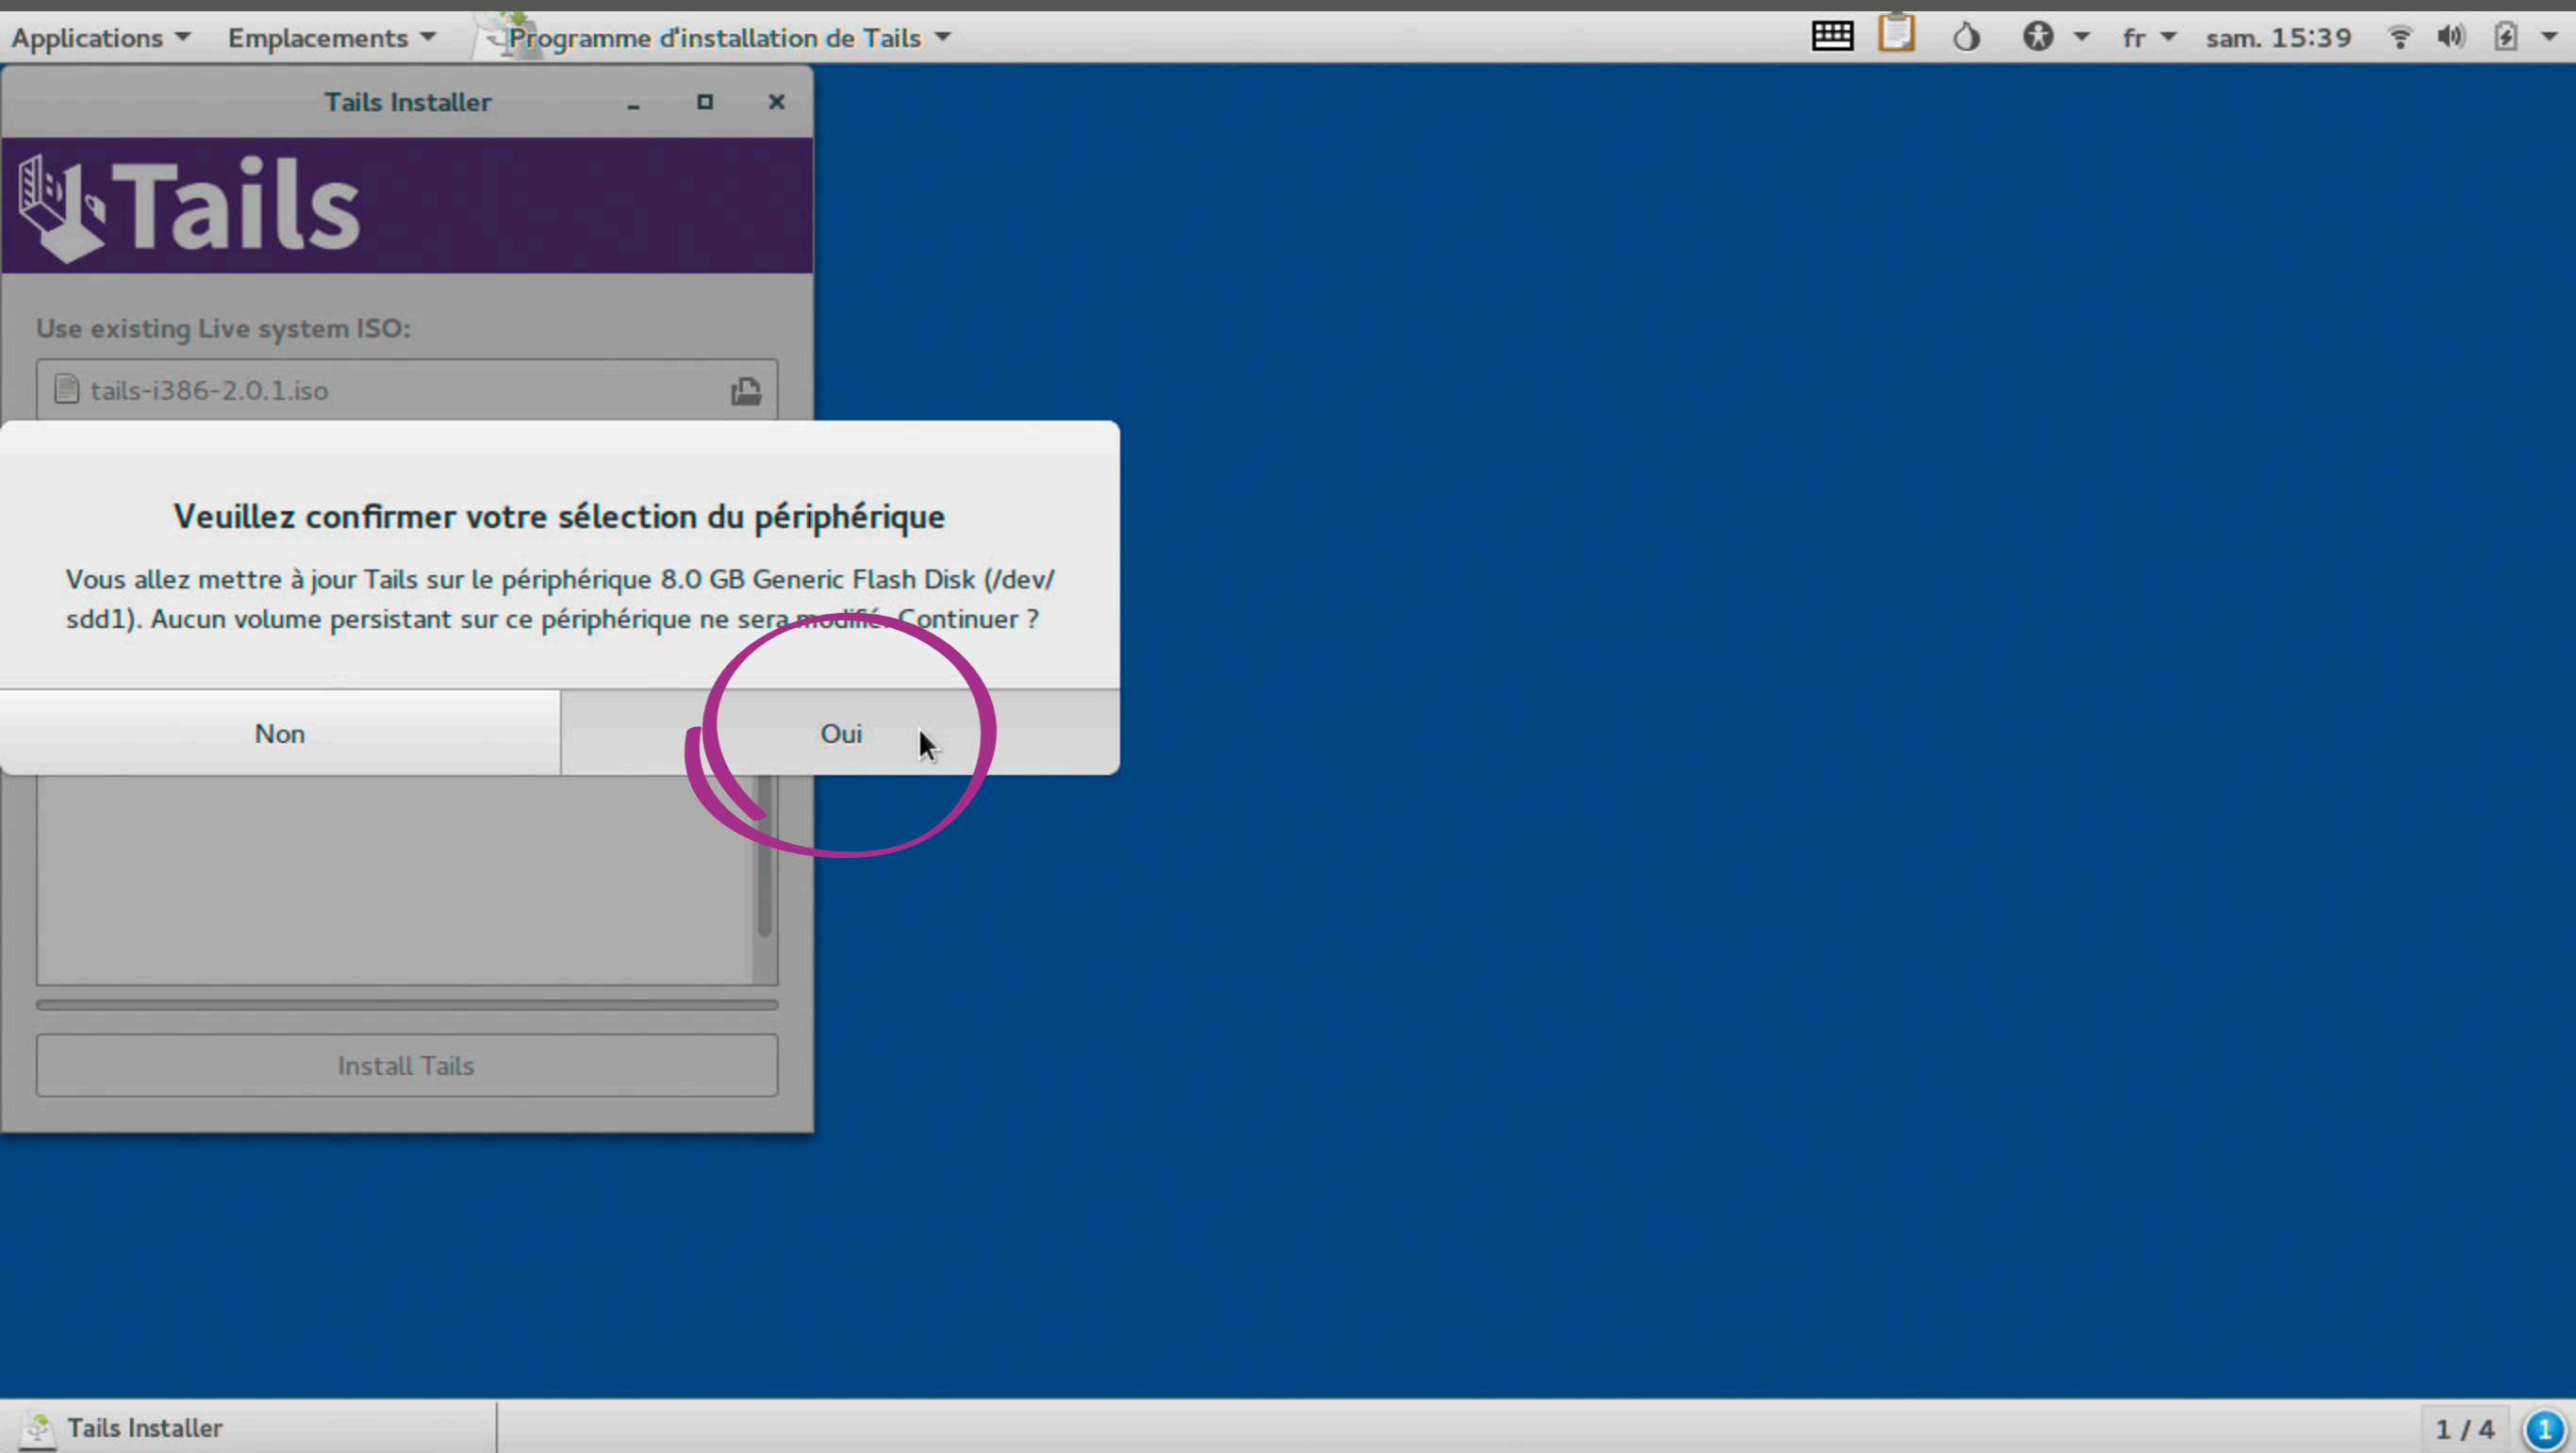 Applications Emplacements Programme d'installation de Tails fr sam. 15:39
Tails Installer
Tails
Use existing Live system ISO:
tails-i386-2.0.1.iso
Veuillez confirmer votre sélection du périphérique
Vous allez mettre à jour Tails sur le périphérique 8.0 GB Generic Flash Disk (/dev/
sdd1). Aucun volume persistant sur ce périphérique ne sera modifié. Continuer ?
Non Oui
Install Tails
Tails Installer 1 / 4 1